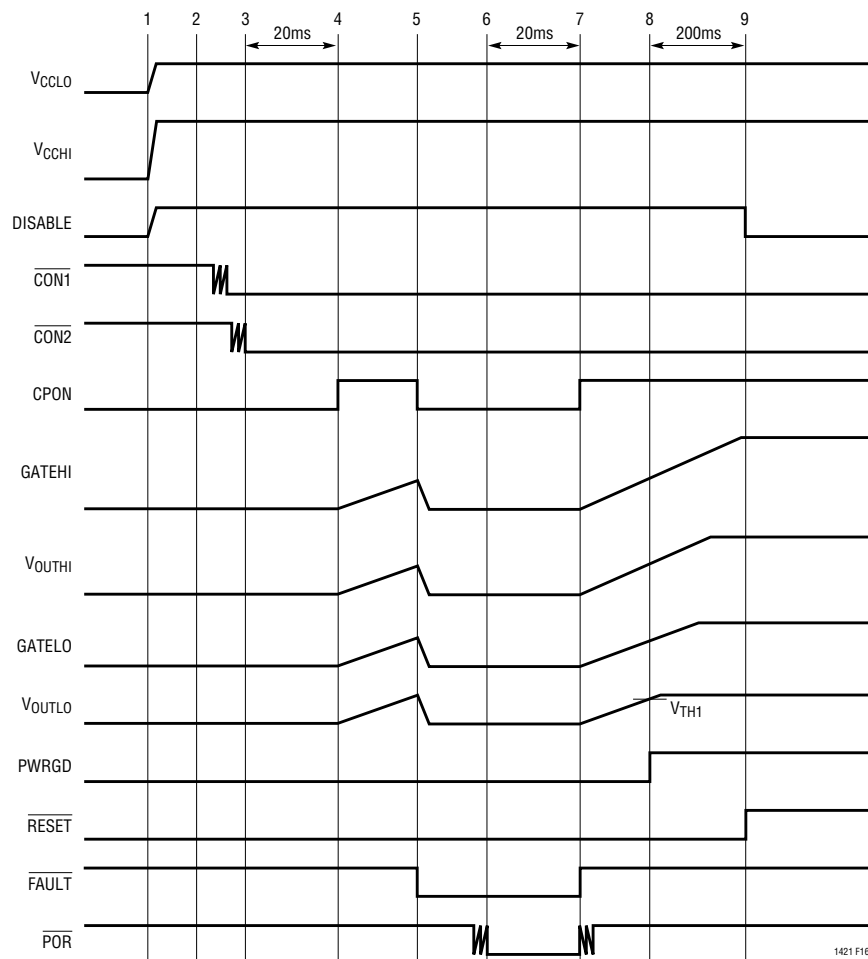 1 2 3 4 5 6 7 8 9
20ms 20ms 200ms
VCCLO
VCCHI
DISABLE
CON1
CON2
CPON
GATEHI
VOUTHI
GATELO
VOUTLO
VTH1
PWRGD
RESET
FAULT
POR
1421 F16